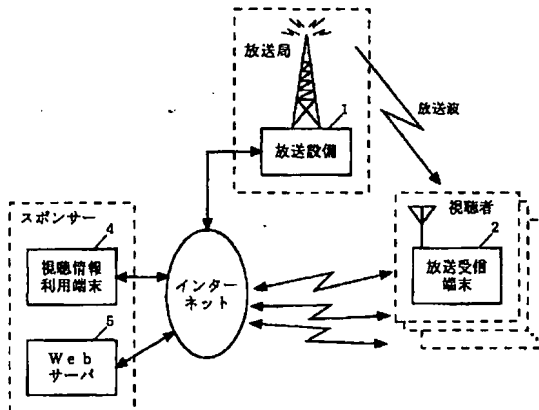 放送局
1
放送設備
放送波
スポンサー
4
視聴情報
利用端末
5
Web
サーバ
インター
ネット
視聴者
2
放送受信
端末